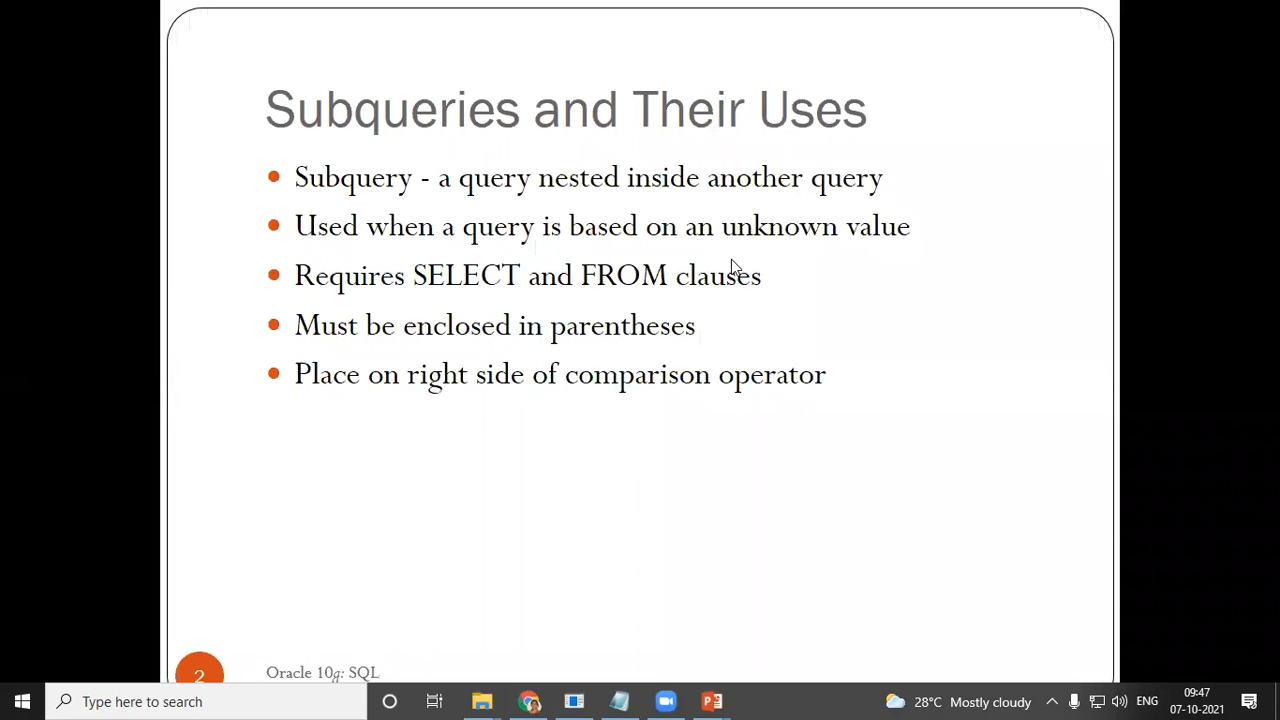 Subqueries and Their Uses
Subquery - a query nested inside another query
Used when a query is based on an unknown value
Requires SELECT and FROM clauses
Must be enclosed in parentheses
Place on right side of comparison operator
2
Oracle 10g: SQL
Type here to search
28°C Mostly cloudy
ENG
09:47
07-10-2021